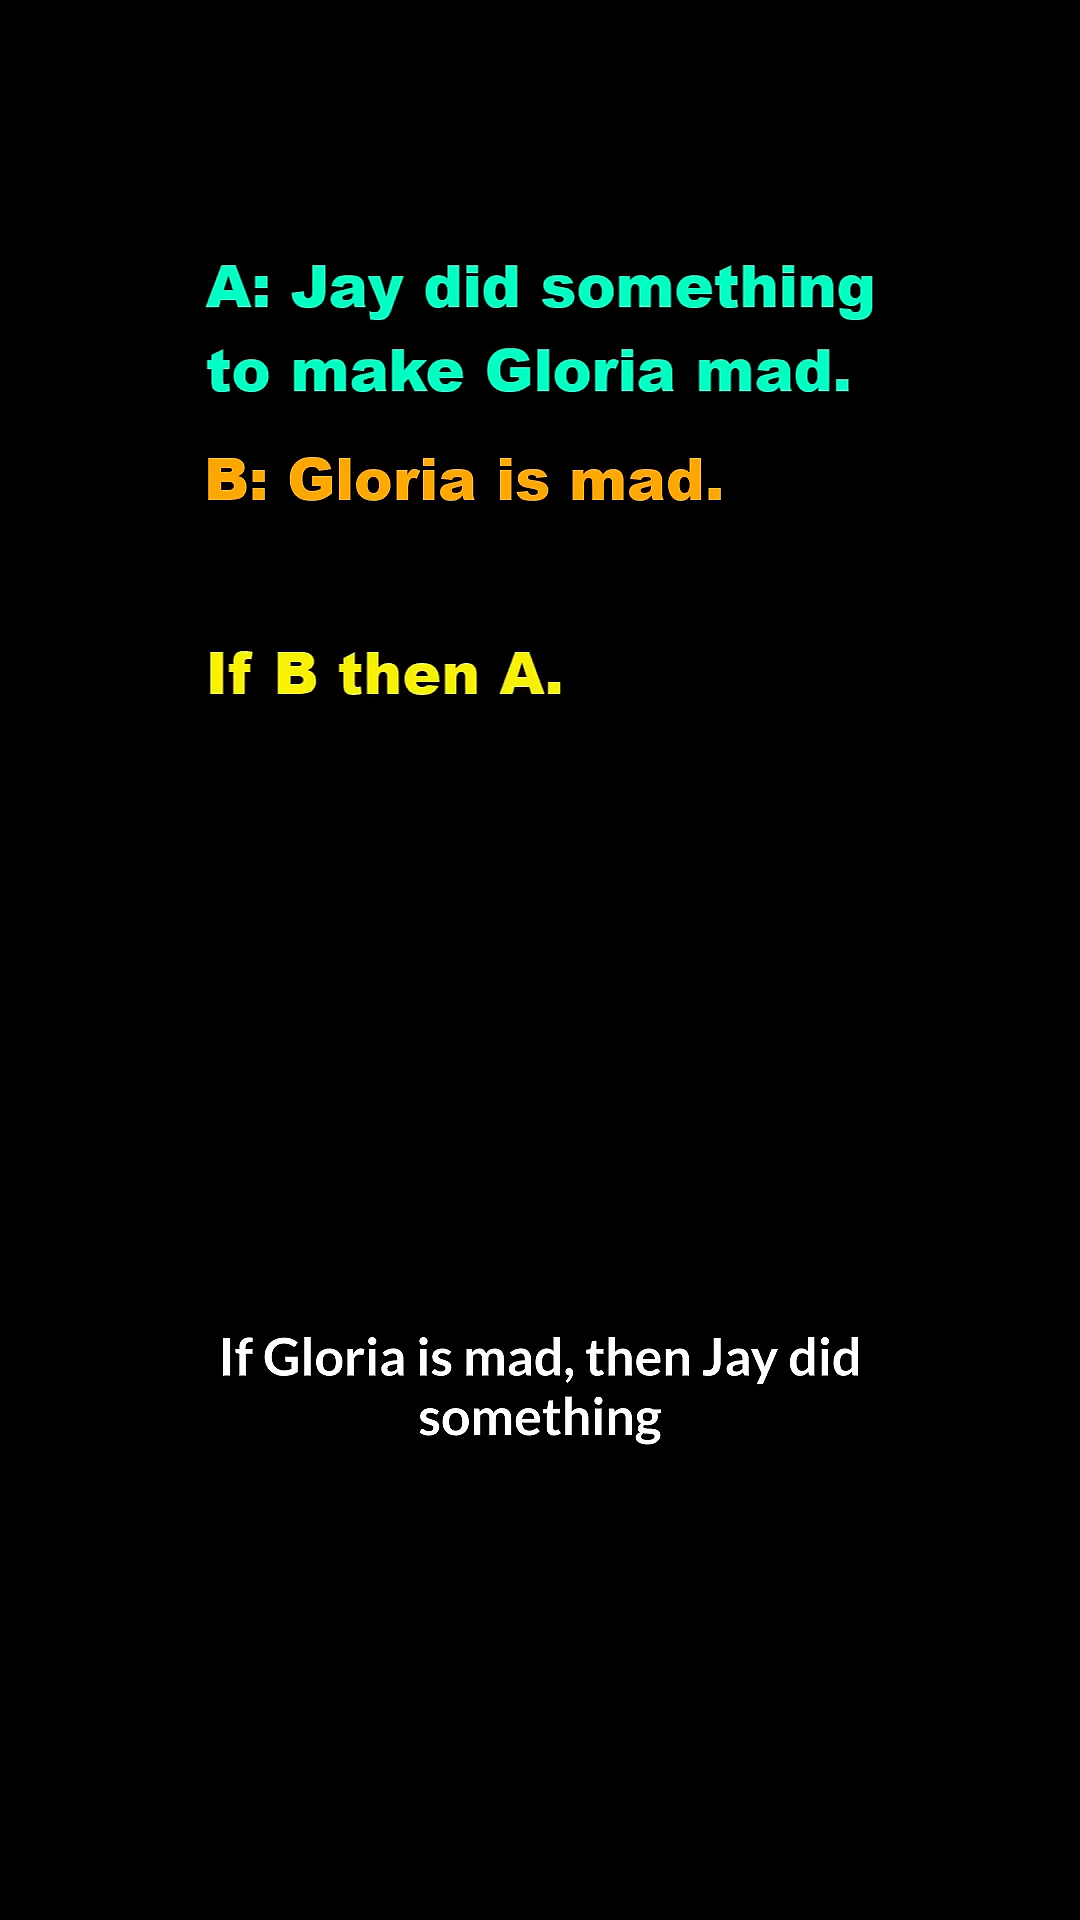 A: Jay did something
to make Gloria mad.
B: Gloria is mad.
If B then A.
If Gloria is mad, then Jay did
something